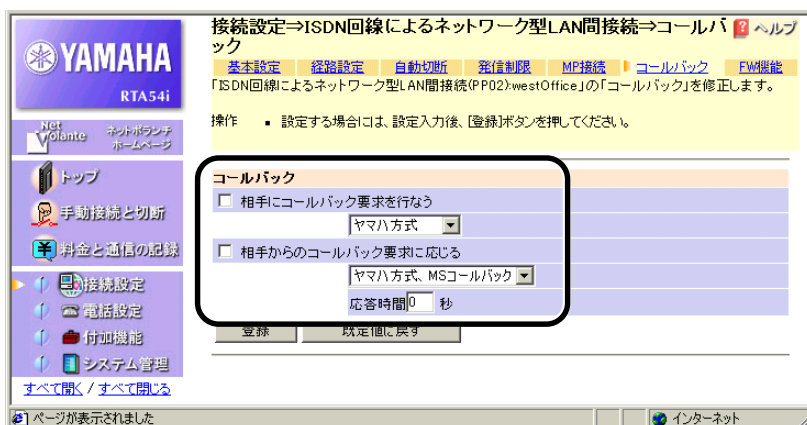 YAMAHA
RTA54i
Net Volante ネットボランチ
ホームページ
トップ
手動接続と切断
料金と通信の記録
接続設定
電話設定
付加機能
システム管理
すべて開く / すべて閉じる
接続設定⇒ISDN回線によるネットワーク型LAN間接続⇒コールバ
ック
ヘルプ
基本設定 経路設定 自動切断 発信制限 MP接続 コールバック FW機能
「ISDN回線によるネットワーク型LAN間接続(PP02):westOffice」の「コールバック」を修正します。
操作 ▪ 設定する場合には、設定入力後、[登録]ボタンを押してください。
コールバック
相手にコールバック要求を行なう
ヤマハ方式
相手からのコールバック要求に応じる
ヤマハ方式、MSコールバック
応答時間 0 秒
登録 既定値に戻す
ページが表示されました インターネット